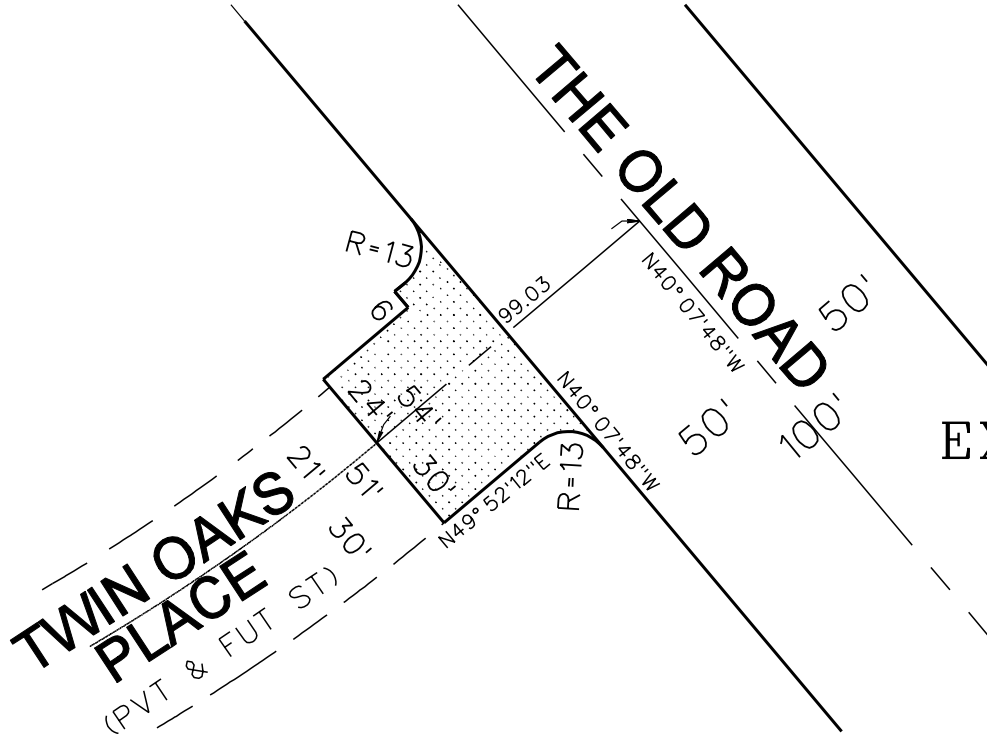 THE OLD ROAD
R=13
6
99.03
N40°07'48"W
50'
24'
54'
N40°07'48"W
50'
100'
EX
21'
51'
30'
R=13
N49°52'12"E
30'
TWIN OAKS
PLACE
(PVT & FUT ST)